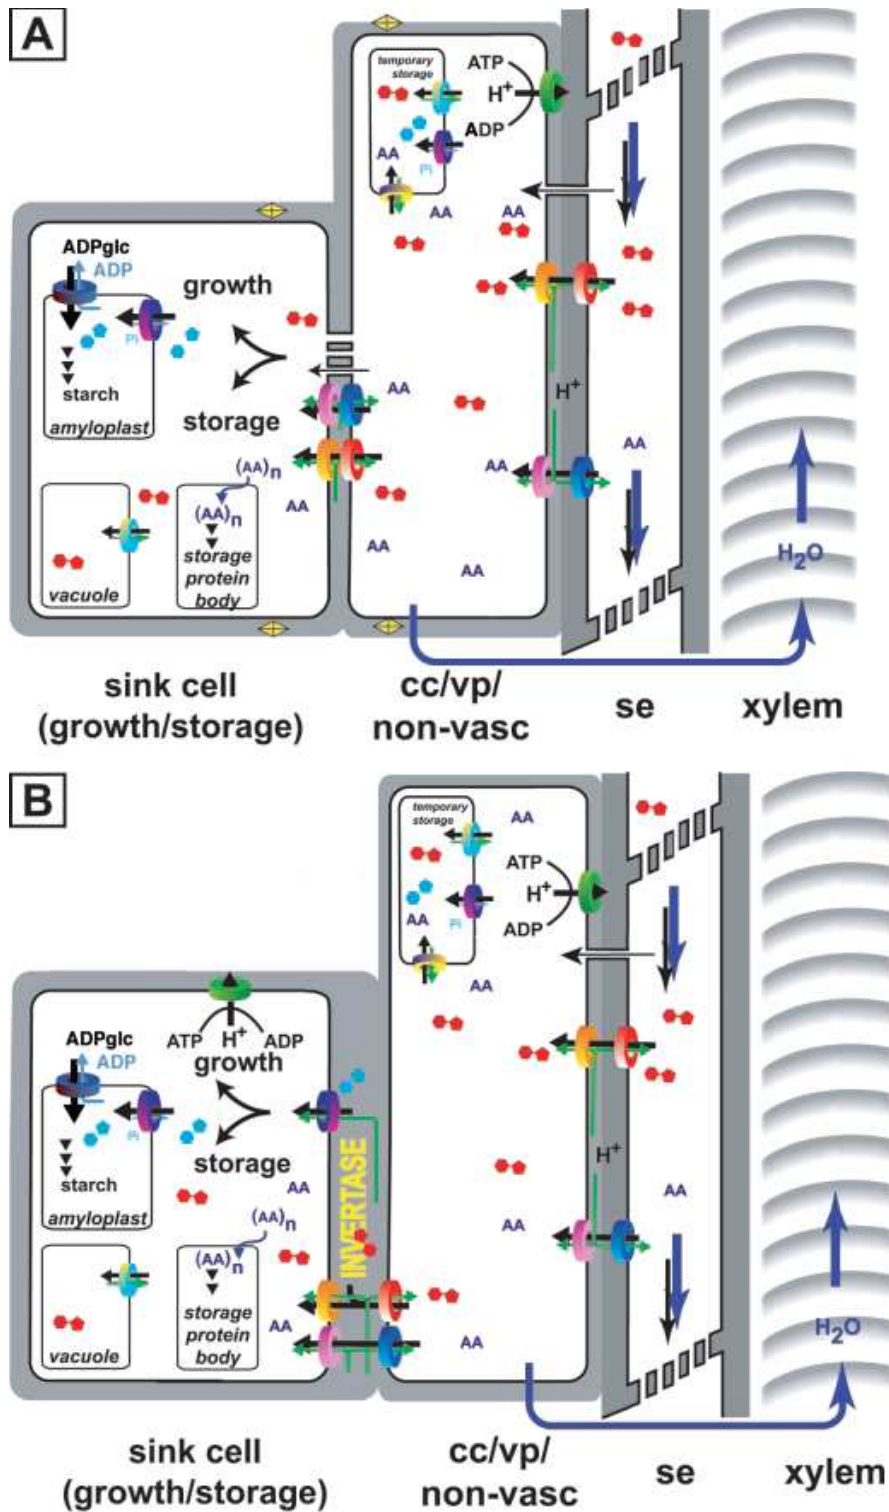 A
temporary
storage
ATP
H+
ADP
AA
Pi
AA
AA
ADPglc
ADP
growth
Pi
starch
amyloplast
storage
AA
H+
AA
AA
AA
(AA)n
(AA)n
storage
protein
body
vacuole
AA
AA
AA
H2O
sink cell
(growth/storage)
cc/vp/
non-vasc
se
xylem
B
temporary
storage
AA
ATP
H+
ADP
AA
Pi
AA
ATP
H+
ADP
ADPglc
ADP
growth
Pi
starch
amyloplast
storage
INVERTASE
H+
AA
AA
AA
(AA)n
(AA)n
storage
protein
body
vacuole
AA
AA
H2O
sink cell
(growth/storage)
cc/vp/
non-vasc
se
xylem